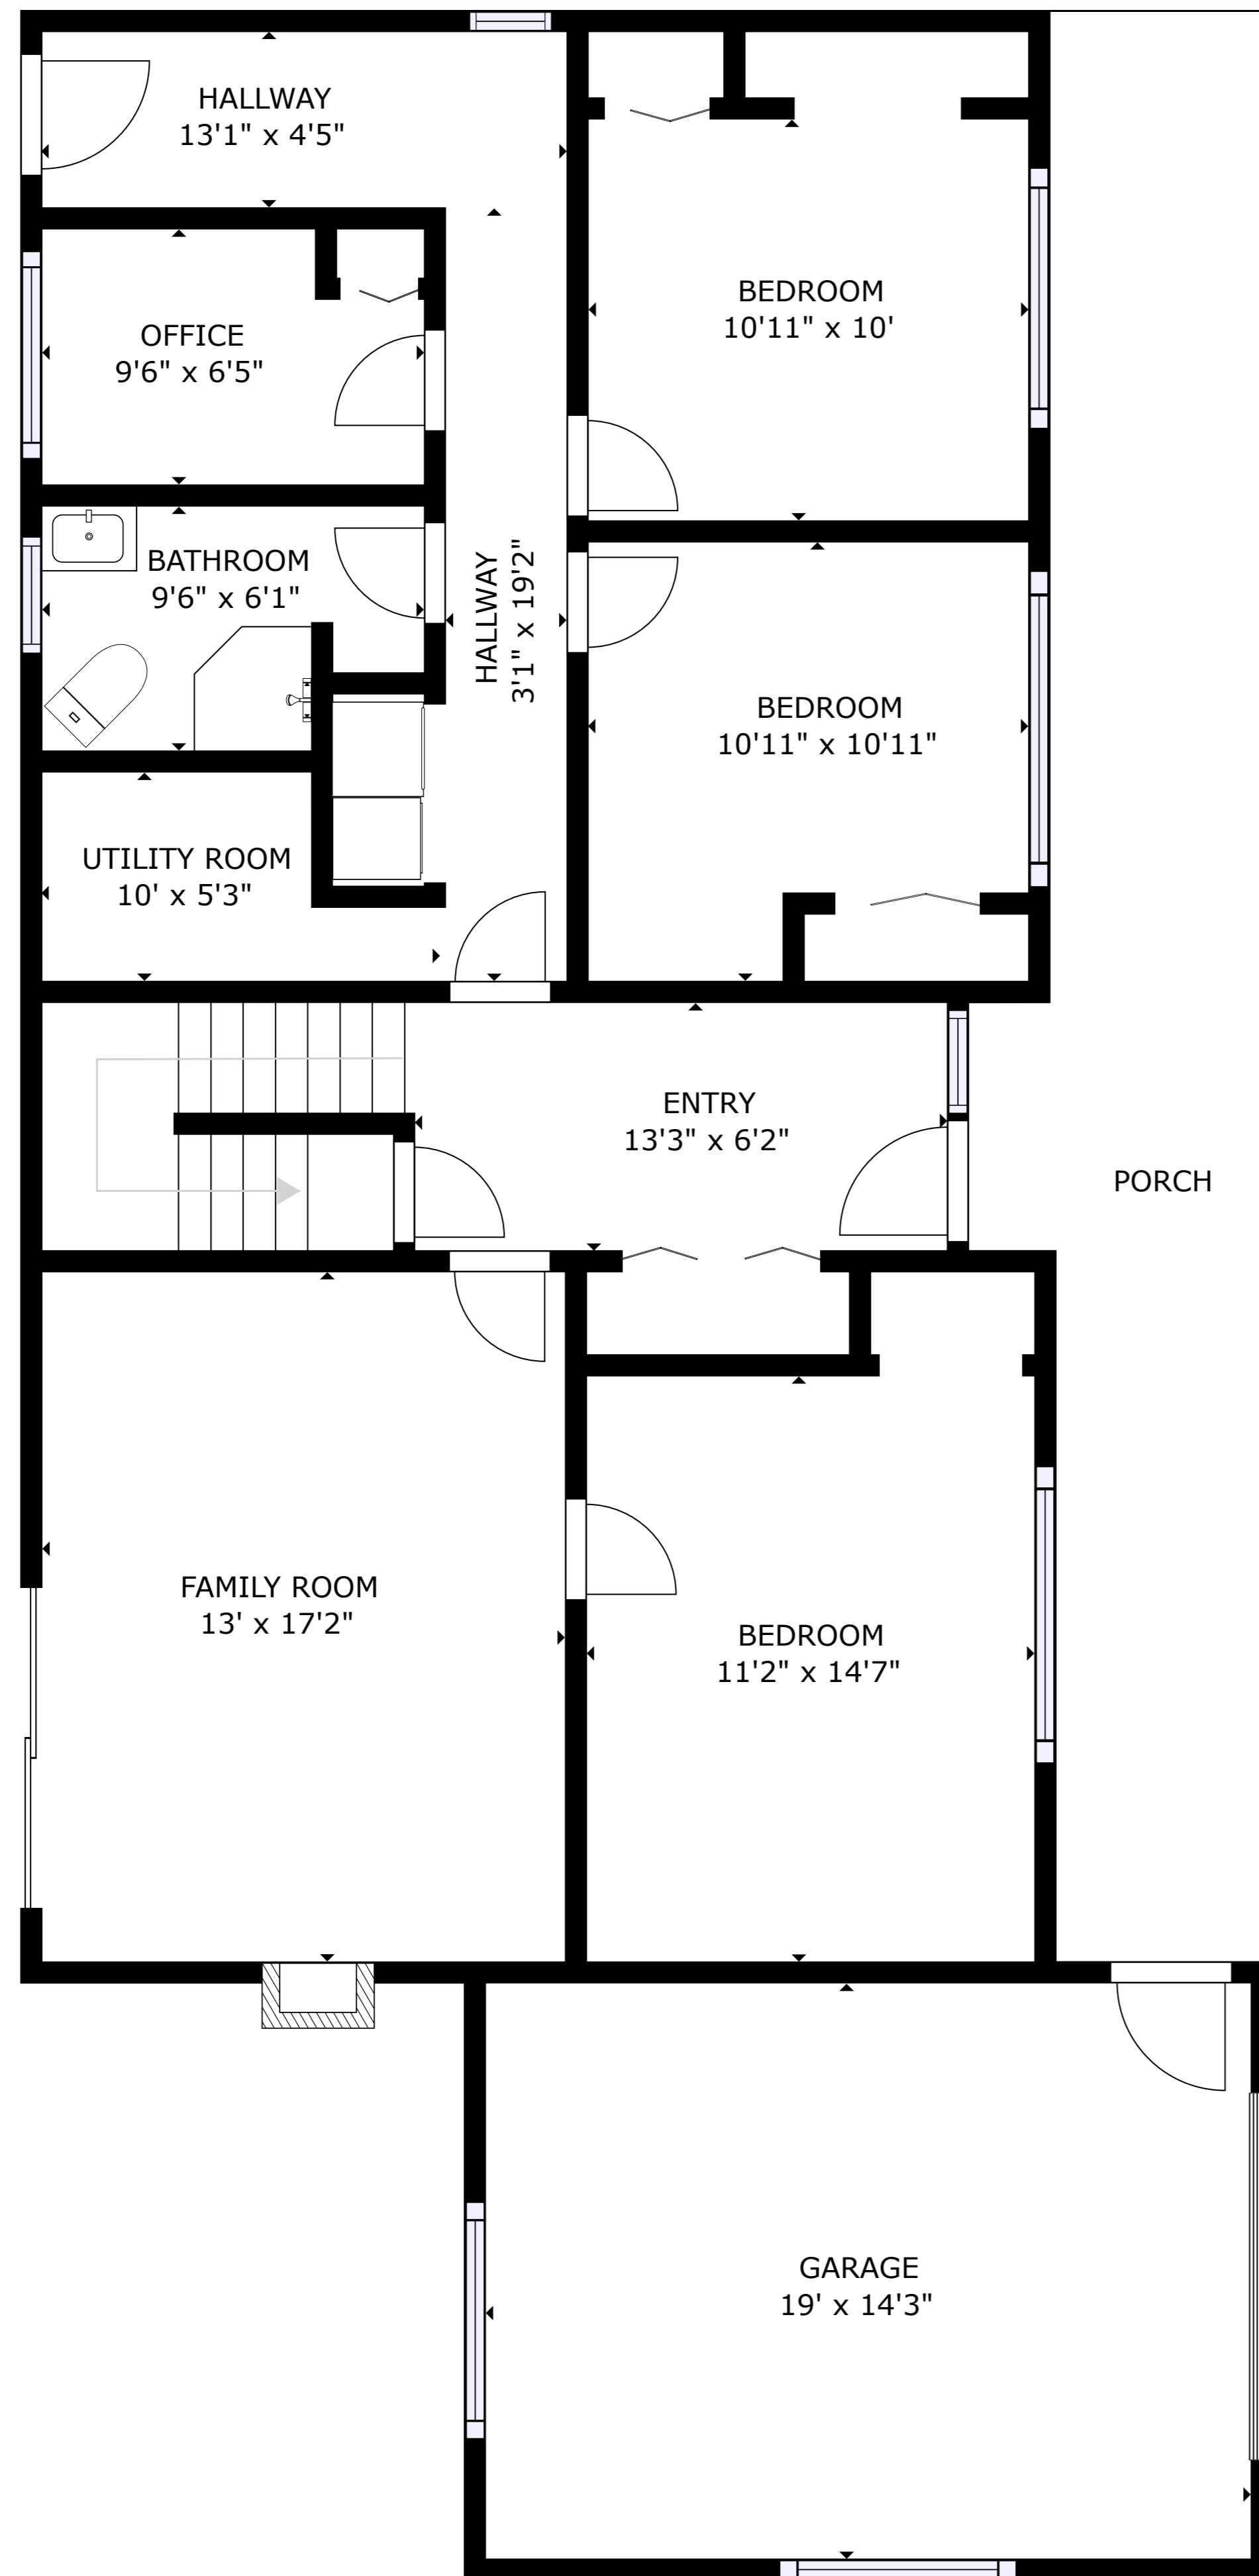 HALLWAY
13'1" x 4'5"
BEDROOM
10'11" x 10'
OFFICE
9'6" x 6'5"
BATHROOM
9'6" x 6'1"
HALLWAY
3'1" x 19'2"
BEDROOM
10'11" x 10'11"
UTILITY ROOM
10' x 5'3"
ENTRY
13'3" x 6'2"
PORCH
FAMILY ROOM
13' x 17'2"
BEDROOM
11'2" x 14'7"
GARAGE
19' x 14'3"